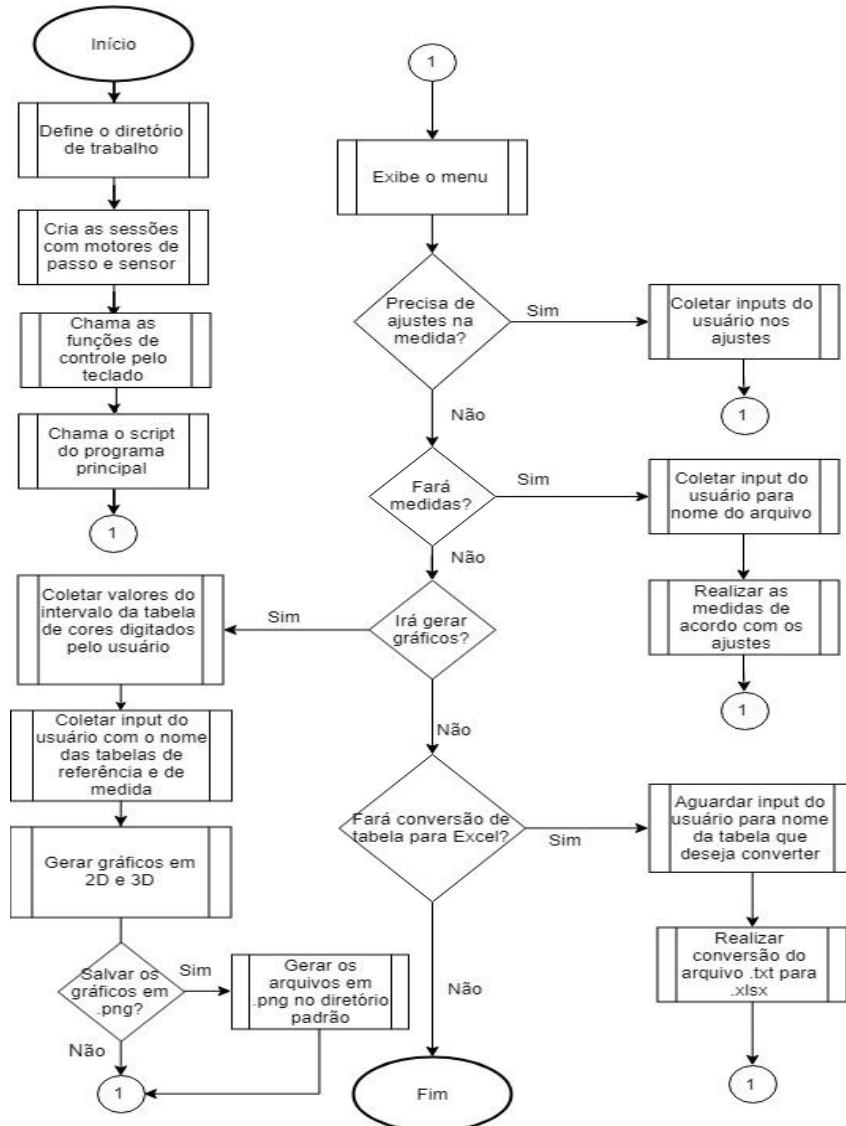 Início
Define o diretório
de trabalho
Cria as sessões
com motores de
passo e sensor
Chama as
funções de
controle pelo
teclado
Chama o script
do programa
principal
1
1
Exibe o menu
Precisa de
ajustes na
medida?
Sim
Coletar inputs do
usuário nos
ajustes
1
Não
Fará
medidas?
Sim
Coletar input do
usuário para
nome do arquivo
Realizar as
medidas de
acordo com os
ajustes
1
Não
Irá gerar
gráficos?
Sim
Coletar valores do
intervalo da tabela
de cores digitados
pelo usuário
Coletar input do
usuário com o nome
das tabelas de
referência e de
medida
Gerar gráficos em
2D e 3D
Salvar os
gráficos em
.png?
Sim
Gerar os
arquivos em
.png no diretório
padrão
Não
1
Não
Fará conversão de
tabela para Excel?
Sim
Aguardar input do
usuário para nome
da tabela que
deseja converter
Realizar
conversão do
arquivo .txt para
.xlsx
1
Não
Fim